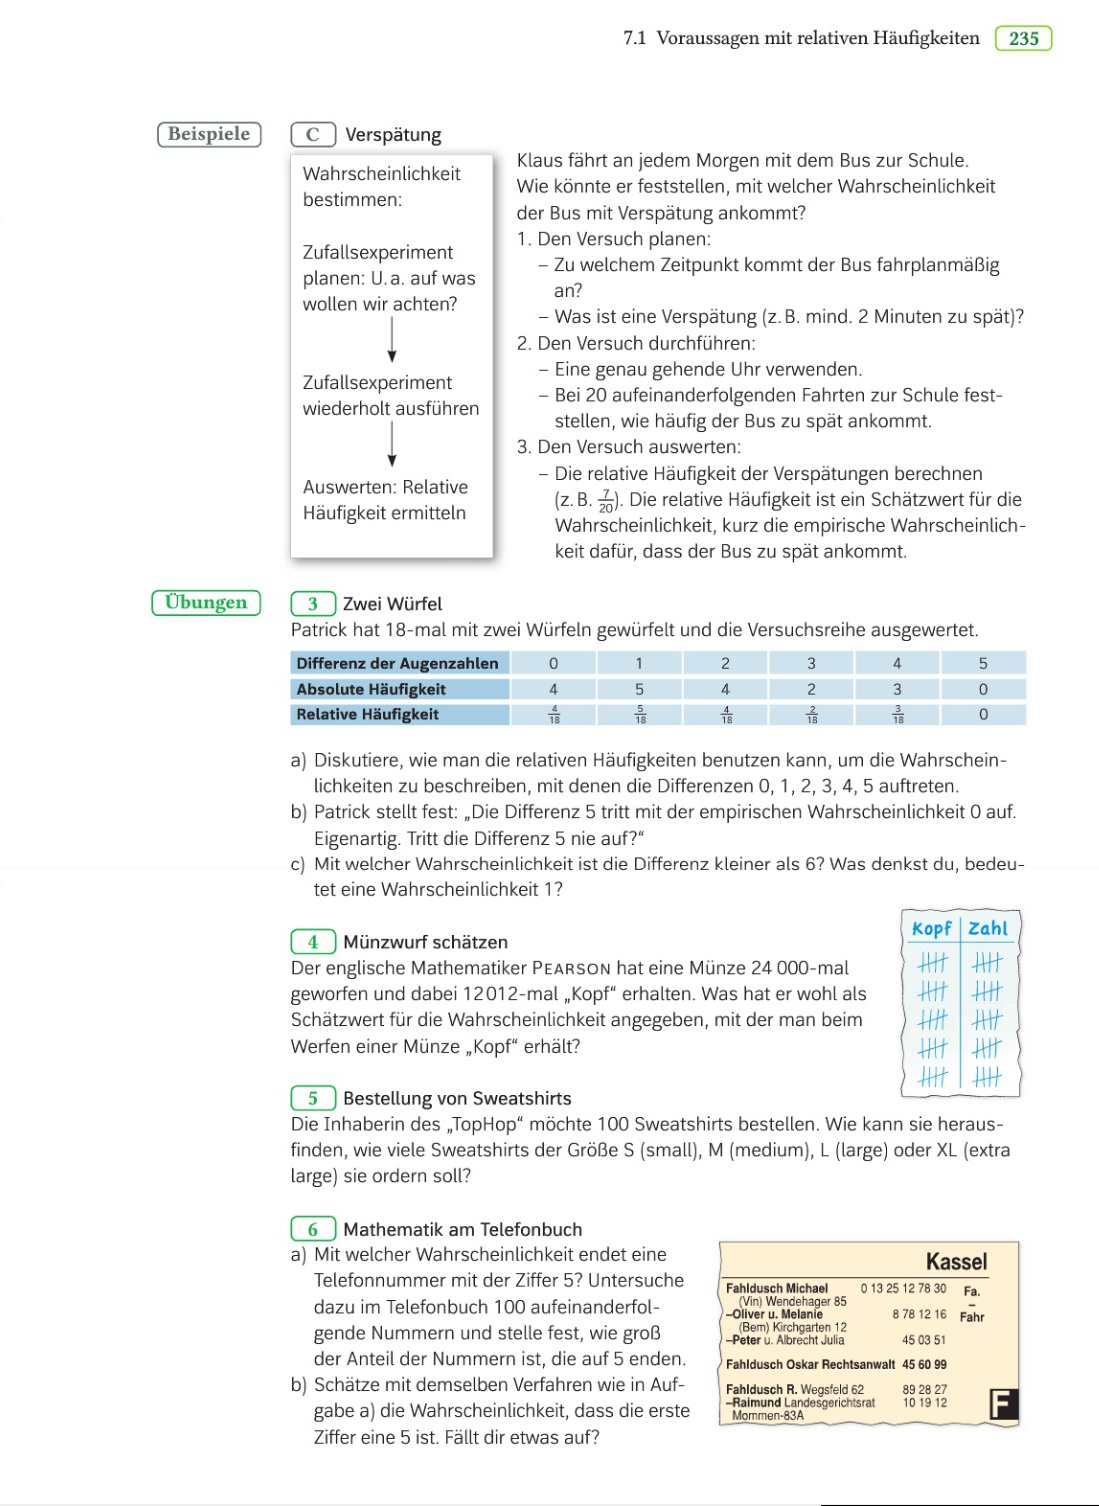 7.1 Voraussagen mit relativen Häufigkeiten 235
Beispiele
C Verspätung
Wahrscheinlichkeit
bestimmen:
Zufallsexperiment
planen: U. a. auf was
wollen wir achten?
Zufallsexperiment
wiederholt ausführen
Auswerten: Relative
Häufigkeit ermitteln
Klaus fährt an jedem Morgen mit dem Bus zur Schule.
Wie könnte er feststellen, mit welcher Wahrscheinlichkeit
der Bus mit Verspätung ankommt?
1. Den Versuch planen:
– Zu welchem Zeitpunkt kommt der Bus fahrplanmäßig
an?
– Was ist eine Verspätung (z. B. mind. 2 Minuten zu spät)?
2. Den Versuch durchführen:
– Eine genau gehende Uhr verwenden.
– Bei 20 aufeinanderfolgenden Fahrten zur Schule fest-
stellen, wie häufig der Bus zu spät ankommt.
3. Den Versuch auswerten:
– Die relative Häufigkeit der Verspätungen berechnen
(z. B. 7/20). Die relative Häufigkeit ist ein Schätzwert für die
Wahrscheinlichkeit, kurz die empirische Wahrscheinlich-
keit dafür, dass der Bus zu spät ankommt.
Übungen
3 Zwei Würfel
Patrick hat 18-mal mit zwei Würfeln gewürfelt und die Versuchsreihe ausgewertet.
Differenz der Augenzahlen 0 1 2 3 4 5
Absolute Häufigkeit 4 5 4 2 3 0
Relative Häufigkeit 4/18 5/18 4/18 2/18 3/18 0
a) Diskutiere, wie man die relativen Häufigkeiten benutzen kann, um die Wahrschein-
lichkeiten zu beschreiben, mit denen die Differenzen 0, 1, 2, 3, 4, 5 auftreten.
b) Patrick stellt fest: „Die Differenz 5 tritt mit der empirischen Wahrscheinlichkeit 0 auf.
Eigenartig. Tritt die Differenz 5 nie auf?“
c) Mit welcher Wahrscheinlichkeit ist die Differenz kleiner als 6? Was denkst du, bedeu-
tet eine Wahrscheinlichkeit 1?
4 Münzwurf schätzen
Der englische Mathematiker PEARSON hat eine Münze 24 000-mal
geworfen und dabei 12 012-mal „Kopf“ erhalten. Was hat er wohl als
Schätzwert für die Wahrscheinlichkeit angegeben, mit der man beim
Werfen einer Münze „Kopf“ erhält?
Kopf Zahl
5 Bestellung von Sweatshirts
Die Inhaberin des „TopHop“ möchte 100 Sweatshirts bestellen. Wie kann sie heraus-
finden, wie viele Sweatshirts der Größe S (small), M (medium), L (large) oder XL (extra
large) sie ordern soll?
6 Mathematik am Telefonbuch
a) Mit welcher Wahrscheinlichkeit endet eine
Telefonnummer mit der Ziffer 5? Untersuche
dazu im Telefonbuch 100 aufeinanderfol-
gende Nummern und stelle fest, wie groß
der Anteil der Nummern ist, die auf 5 enden.
b) Schätze mit demselben Verfahren wie in Auf-
gabe a) die Wahrscheinlichkeit, dass die erste
Ziffer eine 5 ist. Fällt dir etwas auf?
Kassel
Fahldusch Michael 0 13 25 12 78 30 Fa.
(Vin) Wendehager 85 –
–Oliver u. Melanie 8 78 12 16 Fahr
(Bem) Kirchgarten 12
–Peter u. Albrecht Julia 45 03 51
Fahldusch Oskar Rechtsanwalt 45 60 99
Fahldusch R. Wegsfeld 62 89 28 27
–Raimund Landesgerichtsrat 10 19 12
Mommen-83A
F